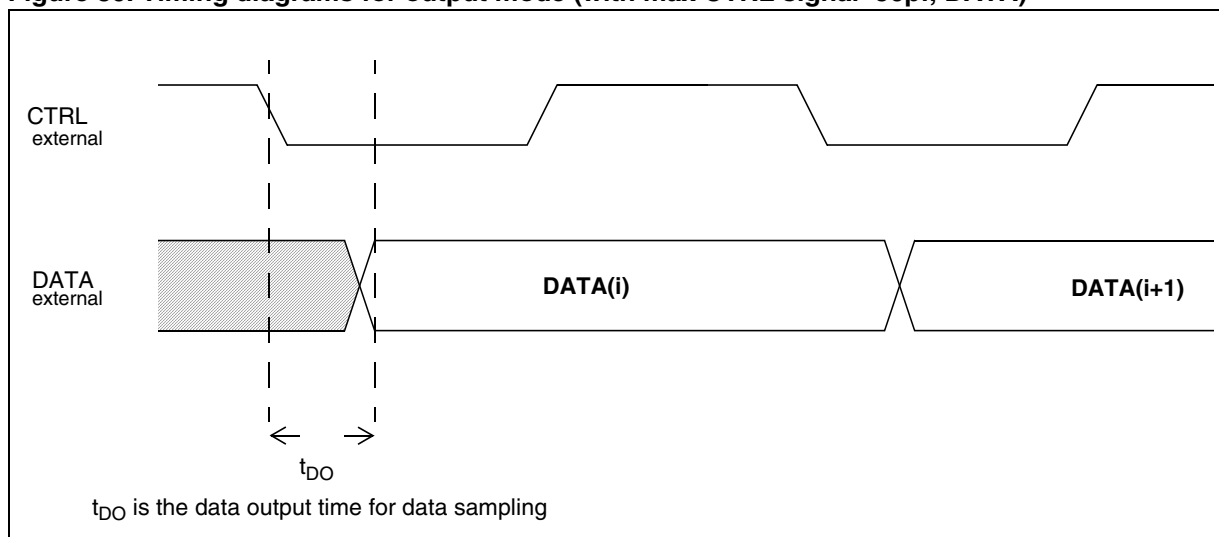 CTRL
external
DATA
external
DATA(i)
DATA(i+1)
tDO
tDO is the data output time for data sampling